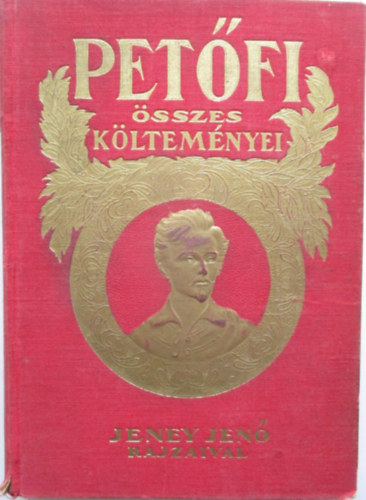 PETŐFI
ÖSSZES
KÖLTEMÉNYEI
JENEY JENŐ
RAJZAIVAL